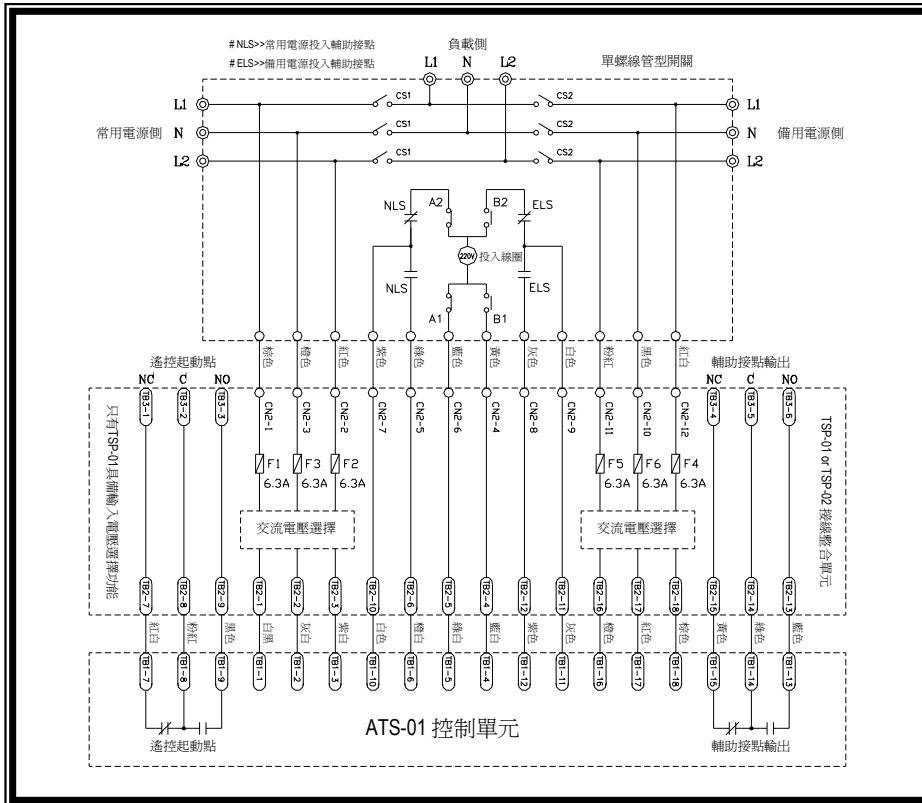 # NLS>>常用電源投入輔助接點
# ELS>>備用電源投入輔助接點
負載側
單螺線管型開關
L1 N L2
L1 CS1 CS2 L1
常用電源側 N CS1 CS2 N 備用電源側
L2 CS1 CS2 L2
NLS A2 B2 ELS
220V 投入線圈
NLS ELS
A1 B1
棕色 橙色 紅色 紫色 綠色 藍色 黃色 灰色 白色 粉紅 黑色 紅白
遙控起動點
輔助接點輸出
NC C NO
NC C NO
TB3-1 TB3-2 TB3-3
CN2-1 CN2-3 CN2-2 CN2-7 CN2-5 CN2-6 CN2-4 CN2-8 CN2-9 CN2-11 CN2-10 CN2-12
TB3-4 TB3-5 TB3-6
只有TSP-01具備輸入電壓選擇功能
TSP-01 or TSP-02 接線整合單元
F1 F3 F2 F5 F6 F4
6.3A 6.3A 6.3A 6.3A 6.3A 6.3A
交流電壓選擇
交流電壓選擇
TB2-7 TB2-8 TB2-9 TB2-1 TB2-2 TB2-3 TB2-10 TB2-6 TB2-5 TB2-4 TB2-12 TB2-11 TB2-16 TB2-17 TB2-18 TB2-15 TB2-14 TB2-13
紅白 粉紅 黑色 白黑 灰白 紫白 白色 橙白 綠白 藍白 紫色 灰色 橙色 紅色 棕色 黃色 綠色 藍色
TB1-7 TB1-8 TB1-9 TB1-1 TB1-2 TB1-3 TB1-10 TB1-6 TB1-5 TB1-4 TB1-12 TB1-11 TB1-16 TB1-17 TB1-18 TB1-15 TB1-14 TB1-13
ATS-01 控制單元
遙控起動點
輔助接點輸出